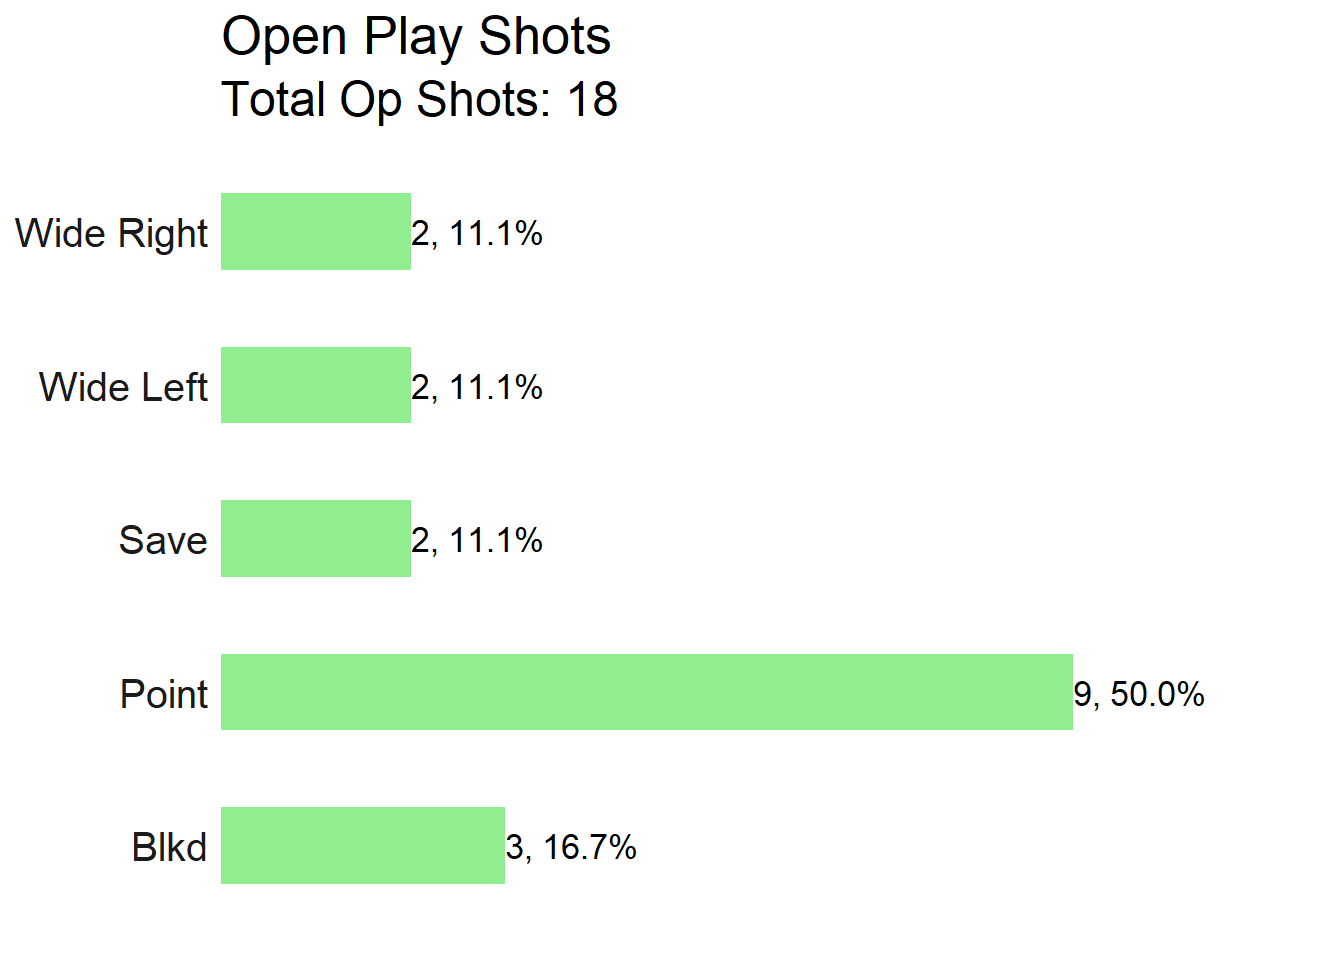 Open Play Shots
Total Op Shots: 18
Wide Right 2, 11.1%
Wide Left 2, 11.1%
Save 2, 11.1%
Point 9, 50.0%
Blkd 3, 16.7%